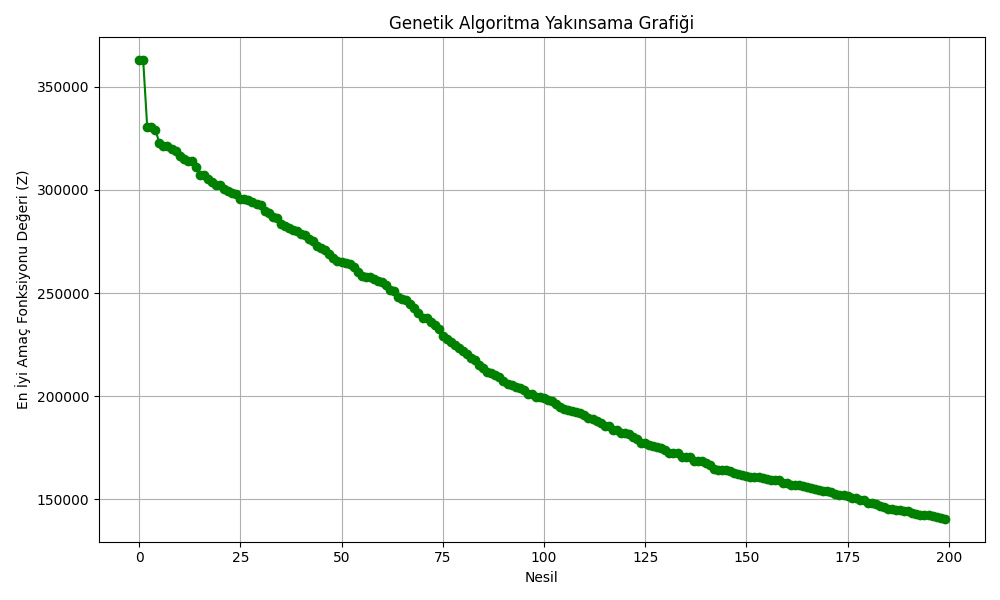 Genetik Algoritma Yakınsama Grafiği
En İyi Amaç Fonksiyonu Değeri (Z)
350000
300000
250000
200000
150000
0 25 50 75 100 125 150 175 200
Nesil